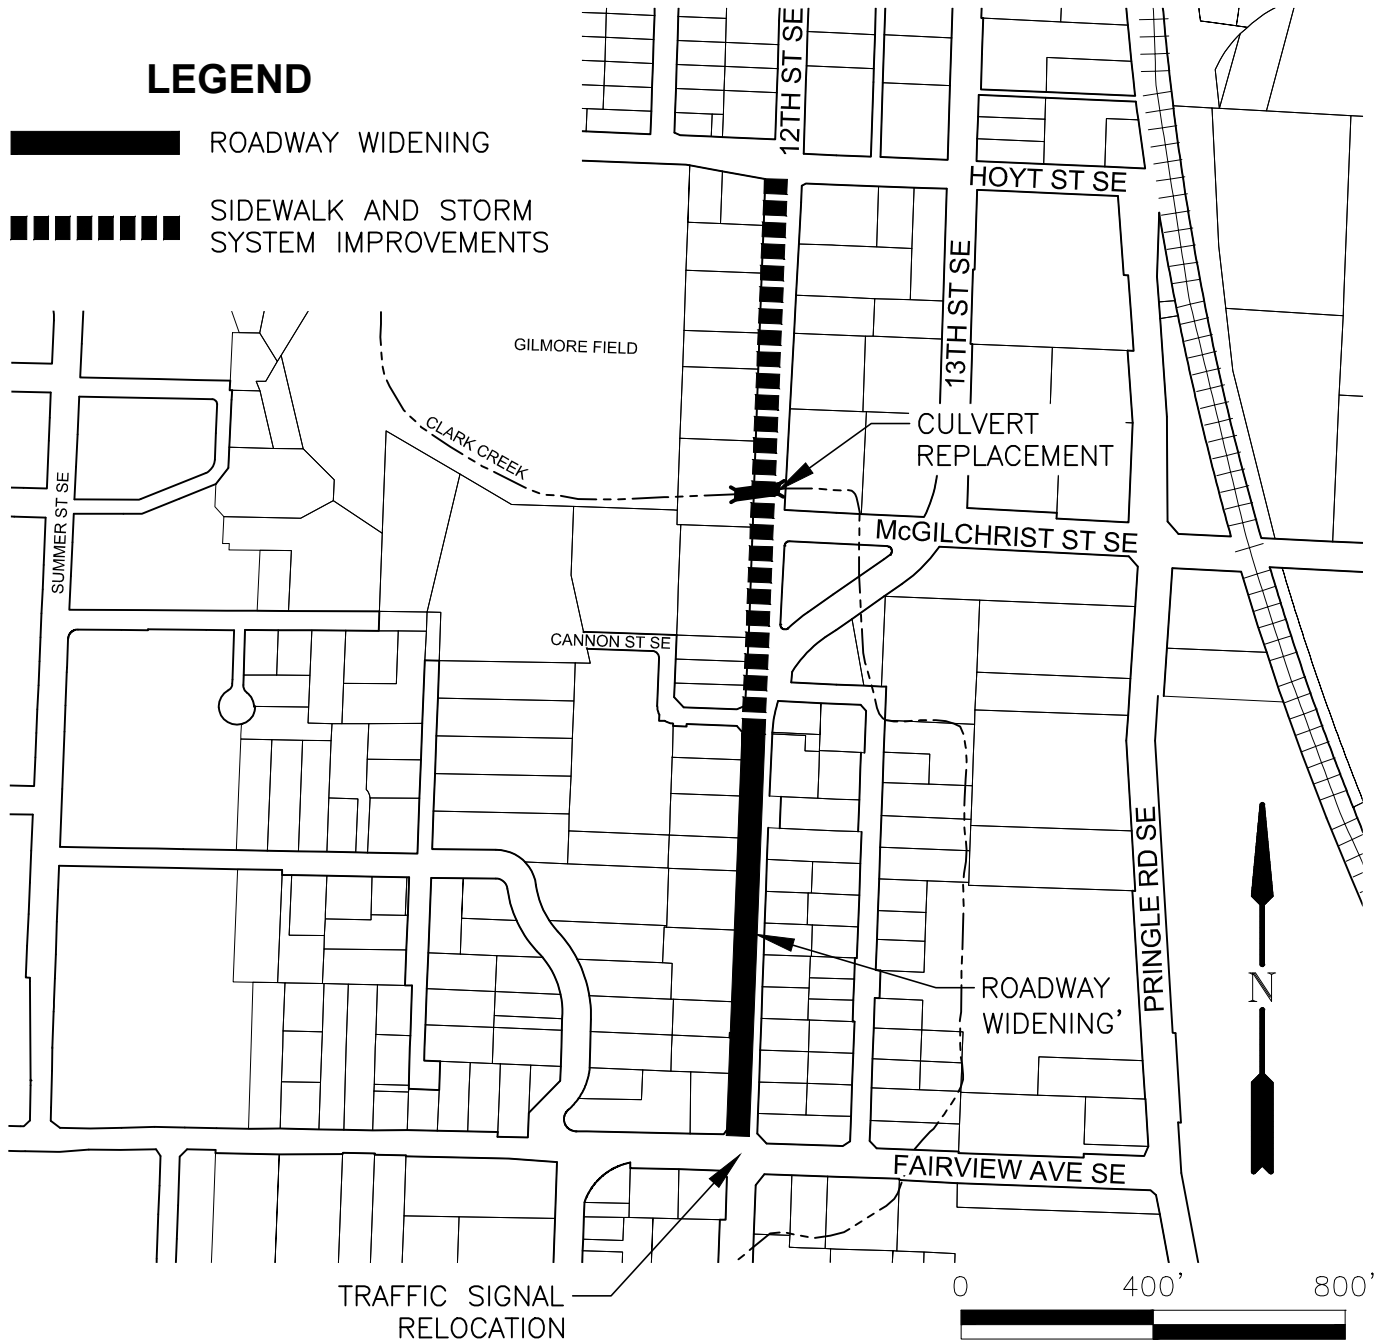 LEGEND
ROADWAY WIDENING
SIDEWALK AND STORM
SYSTEM IMPROVEMENTS
12TH ST SE
HOYT ST SE
13TH ST SE
GILMORE FIELD
CLARK CREEK
CULVERT
REPLACEMENT
SUMMER ST SE
McGILCHRIST ST SE
CANNON ST SE
PRINGLE RD SE
ROADWAY
WIDENING'
N
FAIRVIEW AVE SE
TRAFFIC SIGNAL
RELOCATION
0 400' 800'